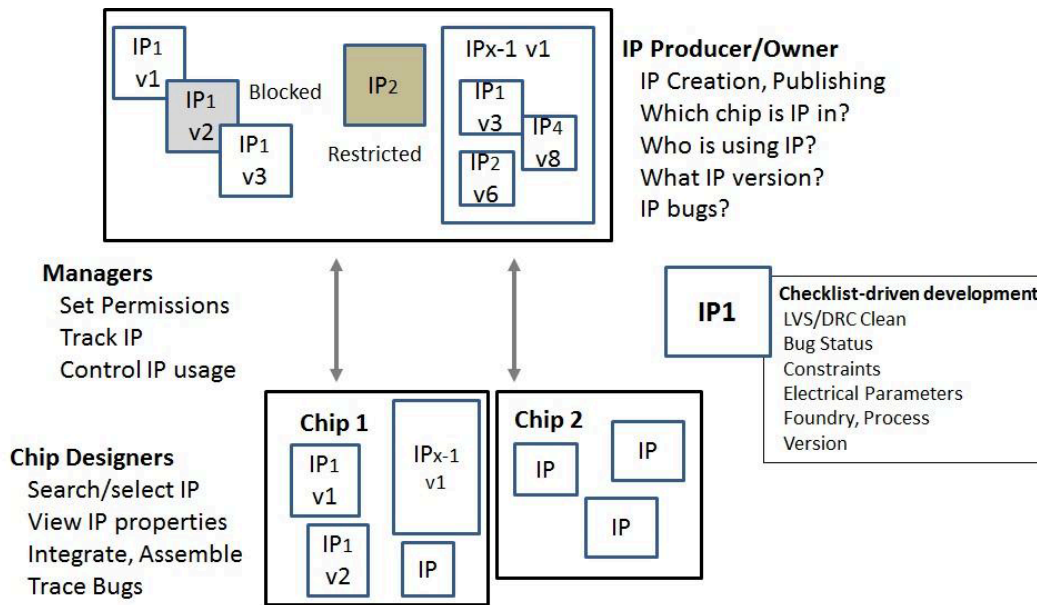 IP1
v1
IP1
v2
Blocked
IP1
v3
IP2
Restricted
IPx-1 v1
IP1
v3
IP4
v8
IP2
v6
IP Producer/Owner
IP Creation, Publishing
Which chip is IP in?
Who is using IP?
What IP version?
IP bugs?
Managers
Set Permissions
Track IP
Control IP usage
IP1
Checklist-driven development
LVS/DRC Clean
Bug Status
Constraints
Electrical Parameters
Foundry, Process
Version
Chip Designers
Search/select IP
View IP properties
Integrate, Assemble
Trace Bugs
Chip 1
IP1
v1
IPx-1
v1
IP1
v2
IP
Chip 2
IP
IP
IP